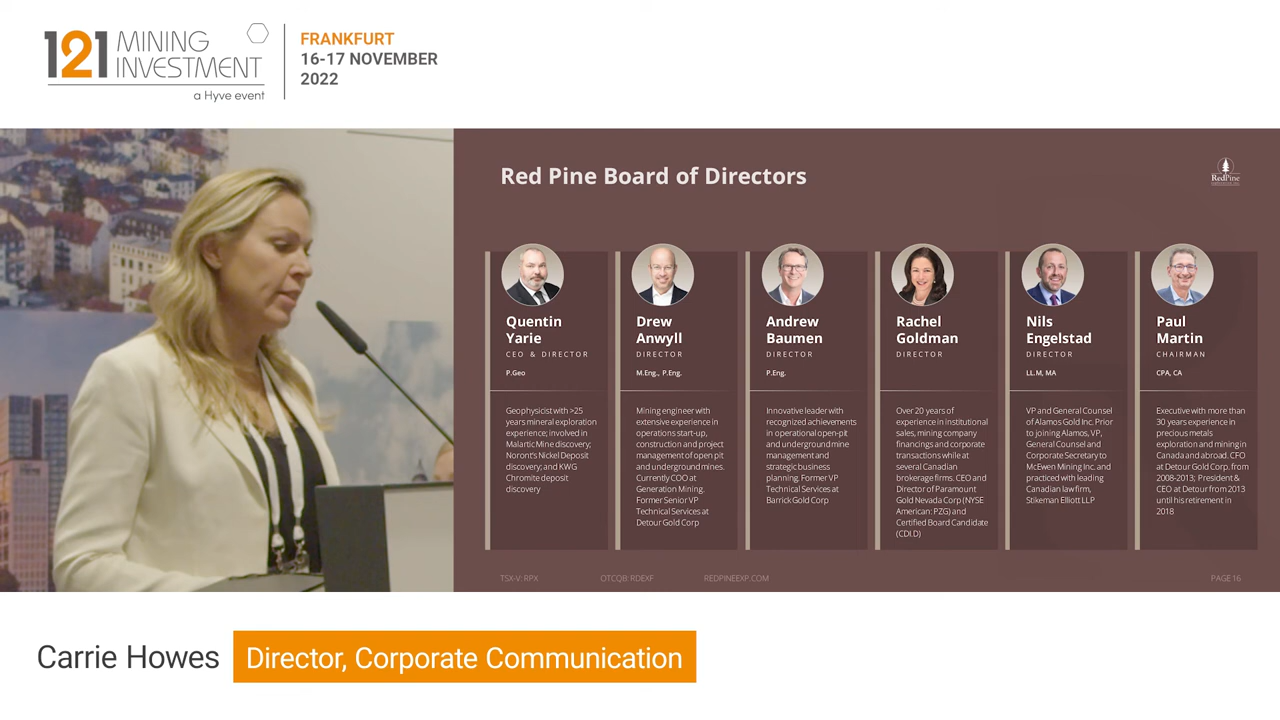 121 MINING INVESTMENT
a Hyve event
FRANKFURT
16-17 NOVEMBER
2022
Red Pine Board of Directors
RedPine
Quentin
Yarie
CEO & DIRECTOR
P.Geo
Geophysicist with >25
years mineral exploration
experience; involved in
Malartic Mine discovery;
Noront's Nickel Deposit
discovery; and KWG
Chromite deposit
discovery
Drew
Anwyll
DIRECTOR
M.Eng., P.Eng.
Mining engineer with
extensive experience in
operations start-up,
construction and project
management of open pit
and underground mines.
Currently COO at
Generation Mining.
Former Senior VP
Technical Services at
Detour Gold Corp
Andrew
Baumen
DIRECTOR
P.Eng.
Innovative leader with
recognized achievements
in operational open-pit
and underground mine
management and
strategic business
planning. Former VP
Technical Services at
Barrick Gold Corp
Rachel
Goldman
DIRECTOR
Over 20 years of
experience in institutional
sales, mining company
financings and corporate
transactions while at
several Canadian
brokerage firms. CEO and
Director of Paramount
Gold Nevada Corp (NYSE
American: PZG) and
Certified Board Candidate
(CDI.D)
Nils
Engelstad
DIRECTOR
LL.M, MA
VP and General Counsel
of Alamos Gold Inc. Prior
to joining Alamos, VP,
General Counsel and
Corporate Secretary to
McEwen Mining Inc. and
practiced with leading
Canadian law firm,
Stikeman Elliott LLP
Paul
Martin
CHAIRMAN
CPA, CA
Executive with more than
30 years experience in
precious metals
exploration and mining in
Canada and abroad. CFO
at Detour Gold Corp. from
2008-2013; President &
CEO at Detour from 2013
until his retirement in
2018
TSX-V: RPX
OTCQB: RDEXF
REDPINEEXP.COM
PAGE 16
Carrie Howes
Director, Corporate Communication